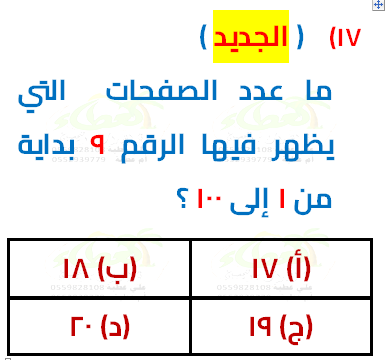 ١٧) ( الجديد )
ما عدد الصفحات التي
يظهر فيها الرقم ٩ بداية
من ١ إلى ١٠٠ ؟
(أ) ١٧
(ب) ١٨
(ج) ١٩
(د) ٢٠
0559828108